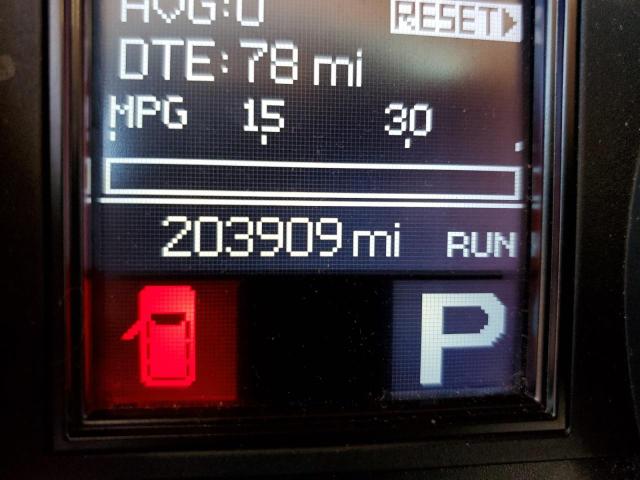 AVG:0 RESET
DTE: 78 mi
MPG 15 30
203909 mi RUN
P